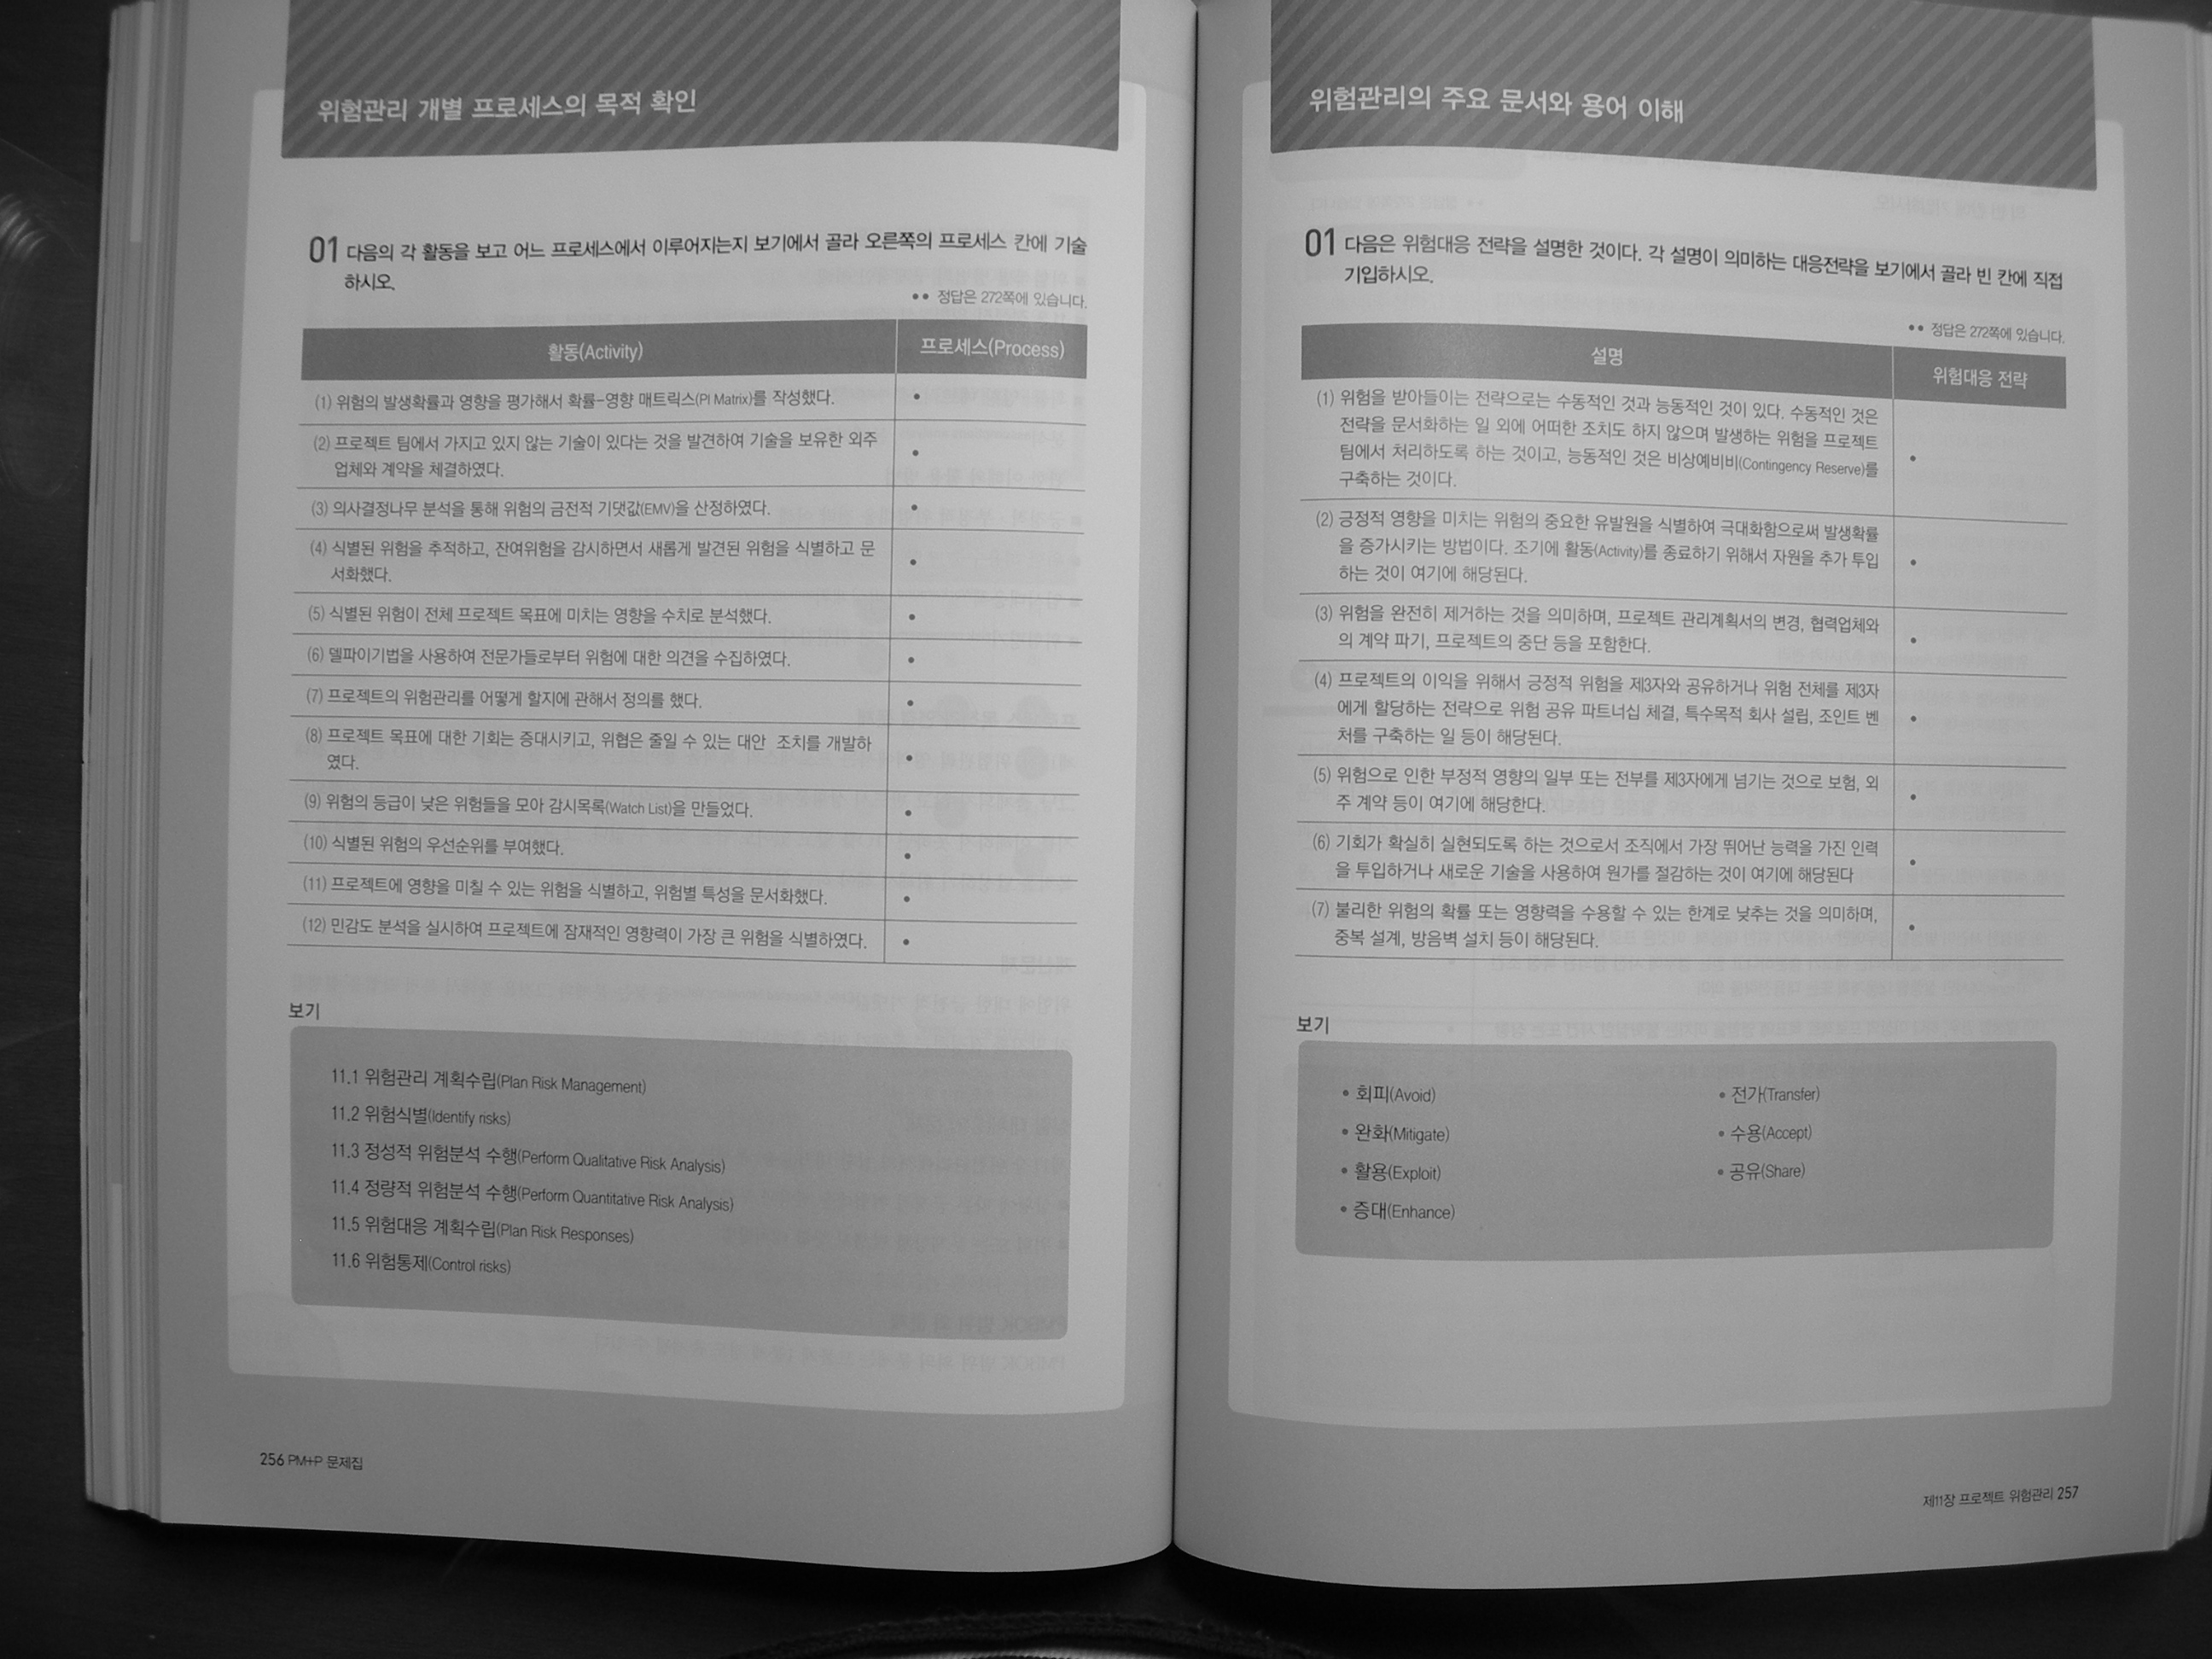 위험관리 개별 프로세스의 목적 확인
01 다음의 각 활동을 보고 어느 프로세스에서 이루어지는지 보기에서 골라 오른쪽의 프로세스 칸에 기술
하시오.
•• 정답은 272쪽에 있습니다.
활동(Activity) 프로세스(Process)
(1) 위험의 발생확률과 영향을 평가해서 확률-영향 매트릭스(PI Matrix)를 작성했다. •
(2) 프로젝트 팀에서 가지고 있지 않는 기술이 있다는 것을 발견하여 기술을 보유한 외주
업체와 계약을 체결하였다. •
(3) 의사결정나무 분석을 통해 위험의 금전적 기댓값(EMV)을 산정하였다. •
(4) 식별된 위험을 추적하고, 잔여위험을 감시하면서 새롭게 발견된 위험을 식별하고 문
서화했다. •
(5) 식별된 위험이 전체 프로젝트 목표에 미치는 영향을 수치로 분석했다. •
(6) 델파이기법을 사용하여 전문가들로부터 위험에 대한 의견을 수집하였다. •
(7) 프로젝트의 위험관리를 어떻게 할지에 관해서 정의를 했다. •
(8) 프로젝트 목표에 대한 기회는 증대시키고, 위협은 줄일 수 있는 대안 조치를 개발하
였다. •
(9) 위험의 등급이 낮은 위험들을 모아 감시목록(Watch List)을 만들었다. •
(10) 식별된 위험의 우선순위를 부여했다. •
(11) 프로젝트에 영향을 미칠 수 있는 위험을 식별하고, 위험별 특성을 문서화했다. •
(12) 민감도 분석을 실시하여 프로젝트에 잠재적인 영향력이 가장 큰 위험을 식별하였다. •
보기
11.1 위험관리 계획수립(Plan Risk Management)
11.2 위험식별(Identify risks)
11.3 정성적 위험분석 수행(Perform Qualitative Risk Analysis)
11.4 정량적 위험분석 수행(Perform Quantitative Risk Analysis)
11.5 위험대응 계획수립(Plan Risk Responses)
11.6 위험통제(Control risks)
256 PM+P 문제집
위험관리의 주요 문서와 용어 이해
01 다음은 위험대응 전략을 설명한 것이다. 각 설명이 의미하는 대응전략을 보기에서 골라 빈 칸에 직접
기입하시오.
•• 정답은 272쪽에 있습니다.
설명 위험대응 전략
(1) 위험을 받아들이는 전략으로는 수동적인 것과 능동적인 것이 있다. 수동적인 것은
전략을 문서화하는 일 외에 어떠한 조치도 하지 않으며 발생하는 위험을 프로젝트
팀에서 처리하도록 하는 것이고, 능동적인 것은 비상예비비(Contingency Reserve)를 •
구축하는 것이다.
(2) 긍정적 영향을 미치는 위험의 중요한 유발원을 식별하여 극대화함으로써 발생확률
을 증가시키는 방법이다. 조기에 활동(Activity)를 종료하기 위해서 자원을 추가 투입 •
하는 것이 여기에 해당된다.
(3) 위험을 완전히 제거하는 것을 의미하며, 프로젝트 관리계획서의 변경, 협력업체와
의 계약 파기, 프로젝트의 중단 등을 포함한다. •
(4) 프로젝트의 이익을 위해서 긍정적 위험을 제3자와 공유하거나 위험 전체를 제3자
에게 할당하는 전략으로 위험 공유 파트너십 체결, 특수목적 회사 설립, 조인트 벤 •
처를 구축하는 일 등이 해당된다.
(5) 위험으로 인한 부정적 영향의 일부 또는 전부를 제3자에게 넘기는 것으로 보험, 외
주 계약 등이 여기에 해당한다. •
(6) 기회가 확실히 실현되도록 하는 것으로서 조직에서 가장 뛰어난 능력을 가진 인력
을 투입하거나 새로운 기술을 사용하여 원가를 절감하는 것이 여기에 해당된다 •
(7) 불리한 위험의 확률 또는 영향력을 수용할 수 있는 한계로 낮추는 것을 의미하며,
중복 설계, 방음벽 설치 등이 해당된다. •
보기
• 회피(Avoid) • 전가(Transfer)
• 완화(Mitigate) • 수용(Accept)
• 활용(Exploit) • 공유(Share)
• 증대(Enhance)
제11장 프로젝트 위험관리 257